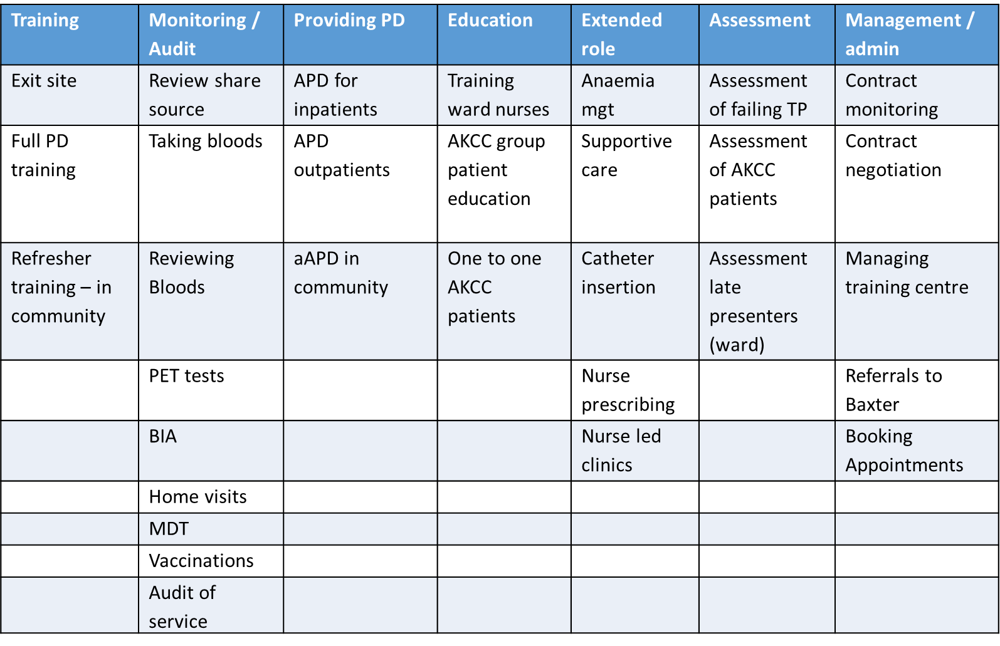 Training
Monitoring /
Audit
Providing PD
Education
Extended
role
Assessment
Management /
admin
Exit site
Review share
source
APD for
inpatients
Training
ward nurses
Anaemia
mgt
Assessment
of failing TP
Contract
monitoring
Full PD
training
Taking bloods
APD
outpatients
AKCC group
patient
education
Supportive
care
Assessment
of AKCC
patients
Contract
negotiation
Refresher
training – in
community
Reviewing
Bloods
aAPD in
community
One to one
AKCC
patients
Catheter
insertion
Assessment
late
presenters
(ward)
Managing
training centre
PET tests
Nurse
prescribing
Referrals to
Baxter
BIA
Nurse led
clinics
Booking
Appointments
Home visits
MDT
Vaccinations
Audit of
service